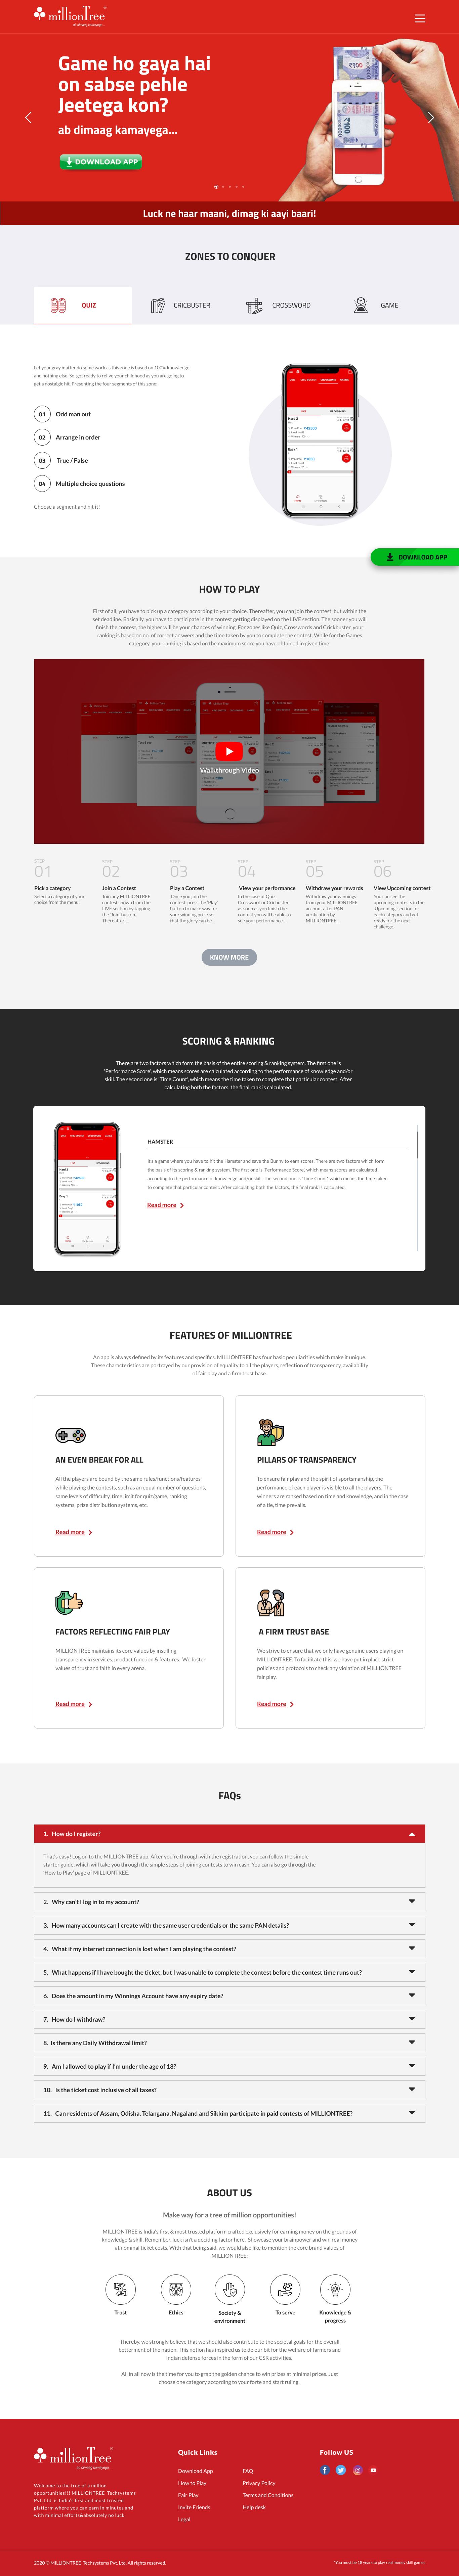 millionTree
ab dimaag kamayega...
Game ho gaya hai
on sabse pehle
Jeetega kon?
ab dimaag kamayega...
DOWNLOAD APP
Luck ne haar maani, dimag ki aayi baari!
ZONES TO CONQUER
QUIZ
CRICBUSTER
CROSSWORD
GAME
Let your gray matter do some work as this zone is based on 100% knowledge
and nothing else. So, get ready to relive your childhood as you are going to
get a nostalgic hit. Presenting the four segments of this zone:
01 Odd man out
02 Arrange in order
03 True / False
04 Multiple choice questions
Choose a segment and hit it!
DOWNLOAD APP
HOW TO PLAY
First of all, you have to pick up a category according to your choice. Thereafter, you can join the contest, but within the
set deadline. Basically, you have to participate in the contest getting displayed on the LIVE section. The sooner you will
finish the contest, the higher will be your chances of winning. For zones like Quiz, Crosswords and Crickbuster, your
ranking is based on no. of correct answers and the time taken by you to complete the contest. While for the Games
category, your ranking is based on the maximum score you have obtained in given time.
Walkthrough Video
STEP
01
Pick a category
Select a category of your
choice from the menu.
STEP
02
Join a Contest
Join any MILLIONTREE
contest shown from the
LIVE section by tapping
the 'Join' button.
Thereafter, ...
STEP
03
Play a Contest
Once you join the
contest, press the 'Play'
button to make way for
your winning prize so
that the glory can be...
STEP
04
View your performance
In the case of Quiz,
Crossword or Cricbuster,
as soon as you finish the
contest you will be able to
see your performance...
STEP
05
Withdraw your rewards
Withdraw your winnings
from your MILLIONTREE
account after PAN
verification by
MILLIONTREE...
STEP
06
View Upcoming contest
You can see the
upcoming contests in the
'Upcoming' section for
each category and get
ready for the next
challenge.
KNOW MORE
SCORING & RANKING
There are two factors which form the basis of the entire scoring & ranking system. The first one is
'Performance Score', which means scores are calculated according to the performance of knowledge and/or
skill. The second one is 'Time Count', which means the time taken to complete that particular contest. After
calculating both the factors, the final rank is calculated.
HAMSTER
It's a game where you have to hit the Hamster and save the Bunny to earn scores. There are two factors which form
the basis of its scoring & ranking system. The first one is 'Performance Score', which means scores are calculated
according to the performance of knowledge and/or skill. The second one is 'Time Count', which means the time taken
to complete that particular contest. After calculating both the factors, the final rank is calculated.
Read more
FEATURES OF MILLIONTREE
An app is always defined by its features and specifics. MILLIONTREE has four basic peculiarities which make it unique.
These characteristics are portrayed by our provision of equality to all the players, reflection of transparency, availability
of fair play and a firm trust base.
AN EVEN BREAK FOR ALL
All the players are bound by the same rules/functions/features
while playing the contests, such as an equal number of questions,
same levels of difficulty, time limit for quiz/game, ranking
systems, prize distribution systems, etc.
Read more
PILLARS OF TRANSPARENCY
To ensure fair play and the spirit of sportsmanship, the
performance of each player is visible to all the players. The
winners are ranked based on time and knowledge, and in the case
of a tie, time prevails.
Read more
FACTORS REFLECTING FAIR PLAY
MILLIONTREE maintains its core values by instilling
transparency in services, product function & features. We foster
values of trust and faith in every arena.
Read more
A FIRM TRUST BASE
We strive to ensure that we only have genuine users playing on
MILLIONTREE. To facilitate this, we have put in place strict
policies and protocols to check any violation of MILLIONTREE
fair play.
Read more
FAQs
1. How do I register?
That's easy! Log on to the MILLIONTREE app. After you're through with the registration, you can follow the simple
starter guide, which will take you through the simple steps of joining contests to win cash. You can also go through the
'How to Play' page of MILLIONTREE.
2. Why can't I log in to my account?
3. How many accounts can I create with the same user credentials or the same PAN details?
4. What if my internet connection is lost when I am playing the contest?
5. What happens if I have bought the ticket, but I was unable to complete the contest before the contest time runs out?
6. Does the amount in my Winnings Account have any expiry date?
7. How do I withdraw?
8. Is there any Daily Withdrawal limit?
9. Am I allowed to play if I'm under the age of 18?
10. Is the ticket cost inclusive of all taxes?
11. Can residents of Assam, Odisha, Telangana, Nagaland and Sikkim participate in paid contests of MILLIONTREE?
ABOUT US
Make way for a tree of million opportunities!
MILLIONTREE is India's first & most trusted platform crafted exclusively for earning money on the grounds of
knowledge & skill. Remember, luck isn't a deciding factor here. Showcase your brainpower and win real money
at nominal ticket costs. With that being said, we would also like to mention the core brand values of
MILLIONTREE:
Trust
Ethics
Society &
environment
To serve
Knowledge &
progress
Thereby, we strongly believe that we should also contribute to the societal goals for the overall
betterment of the nation. This notion has inspired us to do our bit for the welfare of farmers and
Indian defense forces in the form of our CSR activities.
All in all now is the time for you to grab the golden chance to win prizes at minimal prices. Just
choose one category according to your forte and start ruling.
millionTree
ab dimaag kamayega...
Welcome to the tree of a million
opportunities!!! MILLIONTREE Techsystems
Pvt. Ltd. is India's first and most trusted
platform where you can earn in minutes and
with minimal efforts&absolutely no luck.
Quick Links
Download App
How to Play
Fair Play
Invite Friends
Legal
FAQ
Privacy Policy
Terms and Conditions
Help desk
Follow US
2020 © MILLIONTREE Techsystems Pvt. Ltd. All rights reserved.
*You must be 18 years to play real money skill games